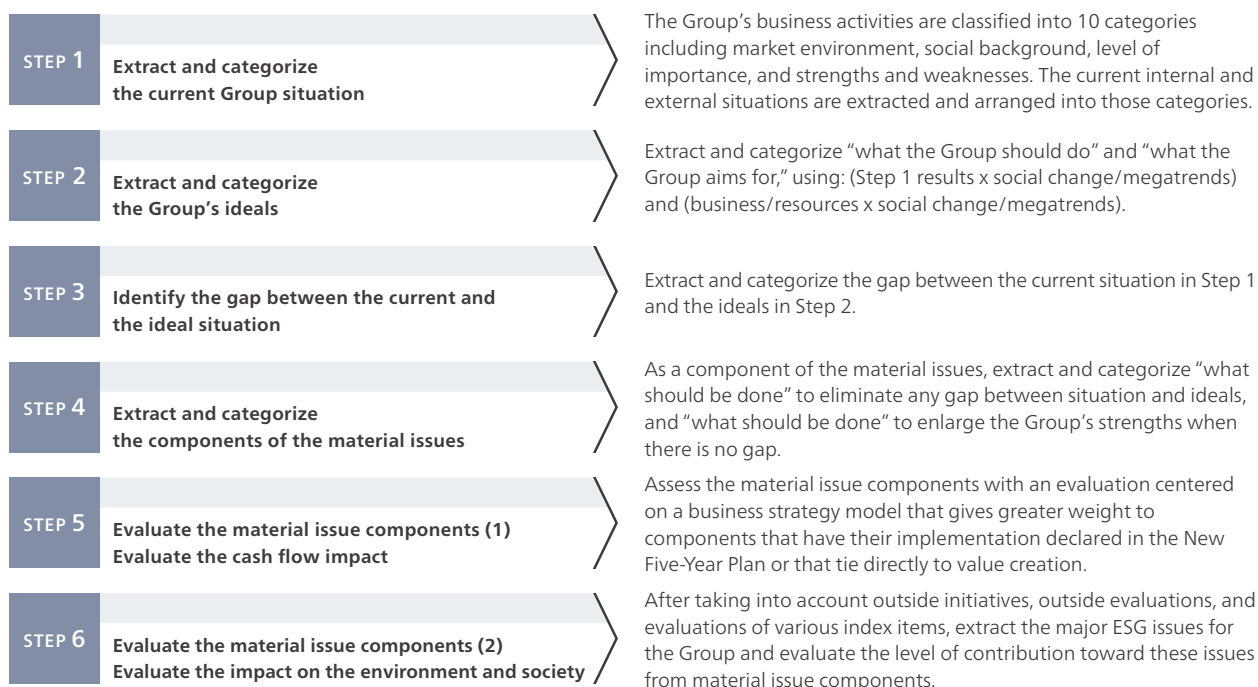 STEP 1
Extract and categorize
the current Group situation
The Group’s business activities are classified into 10 categories
including market environment, social background, level of
importance, and strengths and weaknesses. The current internal and
external situations are extracted and arranged into those categories.
STEP 2
Extract and categorize
the Group’s ideals
Extract and categorize “what the Group should do” and “what the
Group aims for,” using: (Step 1 results x social change/megatrends)
and (business/resources x social change/megatrends).
STEP 3
Identify the gap between the current and
the ideal situation
Extract and categorize the gap between the current situation in Step 1
and the ideals in Step 2.
STEP 4
Extract and categorize
the components of the material issues
As a component of the material issues, extract and categorize “what
should be done” to eliminate any gap between situation and ideals,
and “what should be done” to enlarge the Group’s strengths when
there is no gap.
STEP 5
Evaluate the material issue components (1)
Evaluate the cash flow impact
Assess the material issue components with an evaluation centered
on a business strategy model that gives greater weight to
components that have their implementation declared in the New
Five-Year Plan or that tie directly to value creation.
STEP 6
Evaluate the material issue components (2)
Evaluate the impact on the environment and society
After taking into account outside initiatives, outside evaluations, and
evaluations of various index items, extract the major ESG issues for
the Group and evaluate the level of contribution toward these issues
from material issue components.